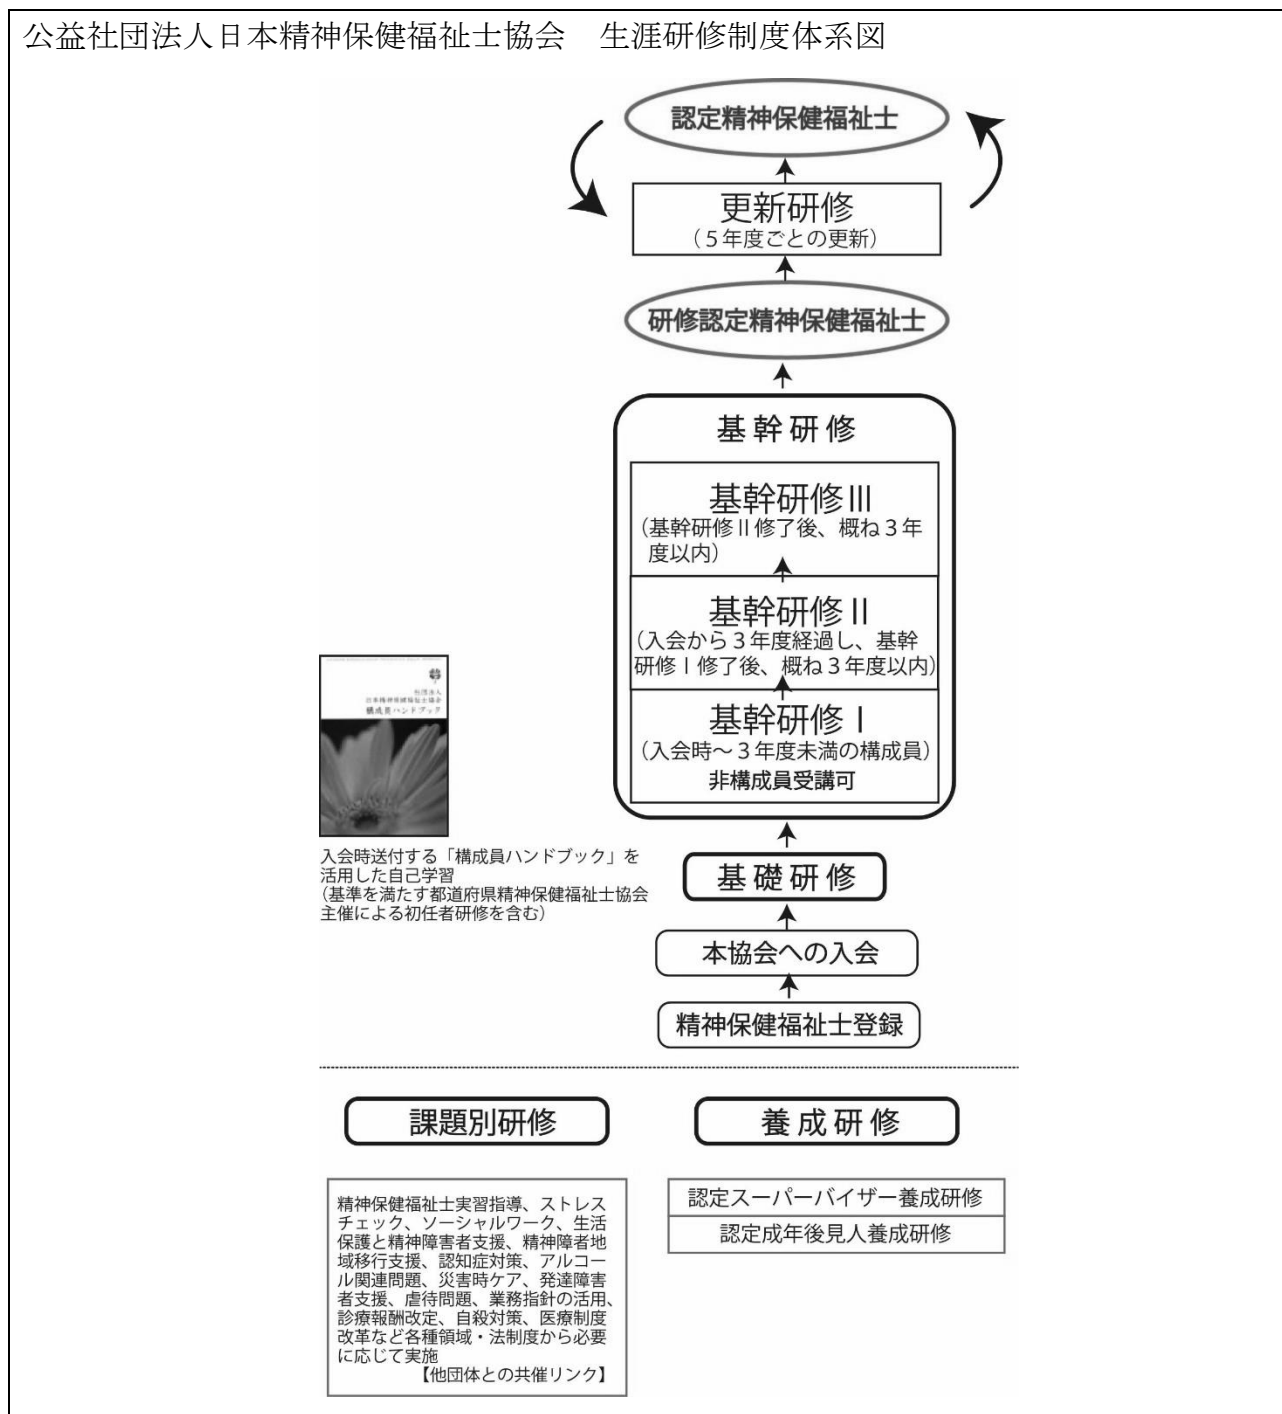 公益社団法人日本精神保健福祉士協会　生涯研修制度体系図
認定精神保健福祉士
更新研修
（５年度ごとの更新）
研修認定精神保健福祉士
基幹研修
基幹研修Ⅲ
（基幹研修Ⅱ修了後、概ね３年
度以内）
基幹研修Ⅱ
（入会から３年度経過し、基幹
研修Ⅰ修了後、概ね３年度以内）
基幹研修Ⅰ
（入会時～３年度未満の構成員）
非構成員受講可
社団法人
日本精神保健福祉士協会
構成員ハンドブック
入会時送付する「構成員ハンドブック」を
活用した自己学習
（基準を満たす都道府県精神保健福祉士協会
主催による初任者研修を含む）
基礎研修
本協会への入会
精神保健福祉士登録
課題別研修
精神保健福祉士実習指導、ストレス
チェック、ソーシャルワーク、生活
保護と精神障害者支援、精神障者地
域移行支援、認知症対策、アルコー
ル関連問題、災害時ケア、発達障害
者支援、虐待問題、業務指針の活用、
診療報酬改定、自殺対策、医療制度
改革など各種領域・法制度から必要
に応じて実施
【他団体との共催リンク】
養成研修
認定スーパーバイザー養成研修
認定成年後見人養成研修